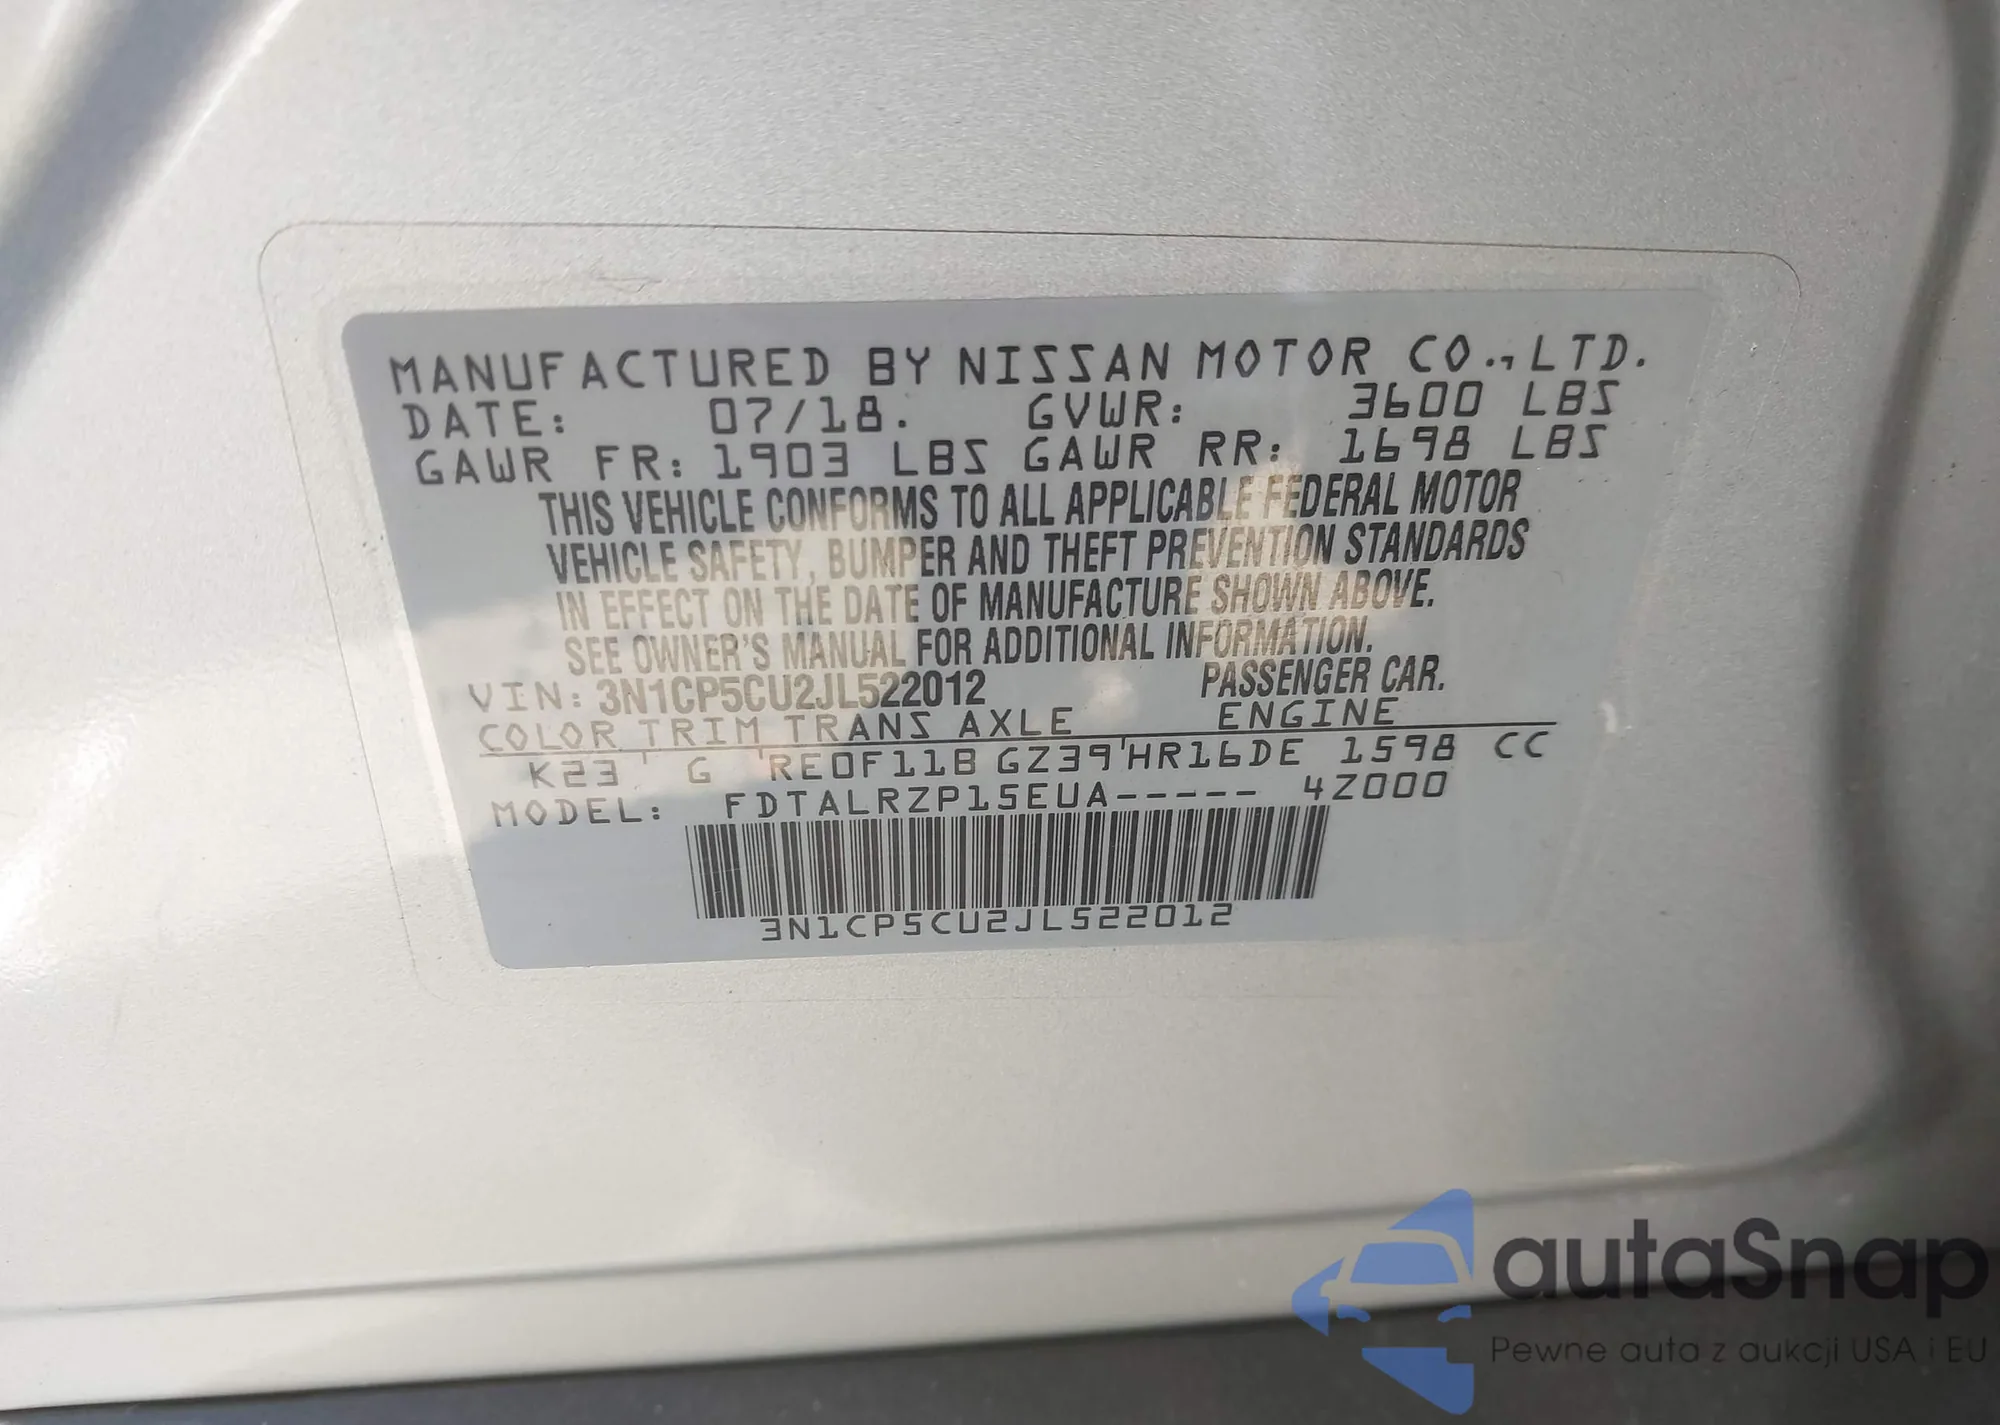 MANUFACTURED BY NISSAN MOTOR CO., LTD.
DATE: 07/18. GVWR: 3600 LBS
GAWR FR: 1903 LBS GAWR RR: 1698 LBS
THIS VEHICLE CONFORMS TO ALL APPLICABLE FEDERAL MOTOR
VEHICLE SAFETY, BUMPER AND THEFT PREVENTION STANDARDS
IN EFFECT ON THE DATE OF MANUFACTURE SHOWN ABOVE.
SEE OWNER'S MANUAL FOR ADDITIONAL INFORMATION.
VIN: 3N1CP5CU2JL522012 PASSENGER CAR.
COLOR TRIM TRANS AXLE ENGINE
K23 ' G 'RE0F11B GZ39'HR16DE 1598 CC
MODEL: FDTALRZP15EUA----- 4Z000
3N1CP5CU2JL522012
autaSnap
Pewne auta z aukcji USA i EU